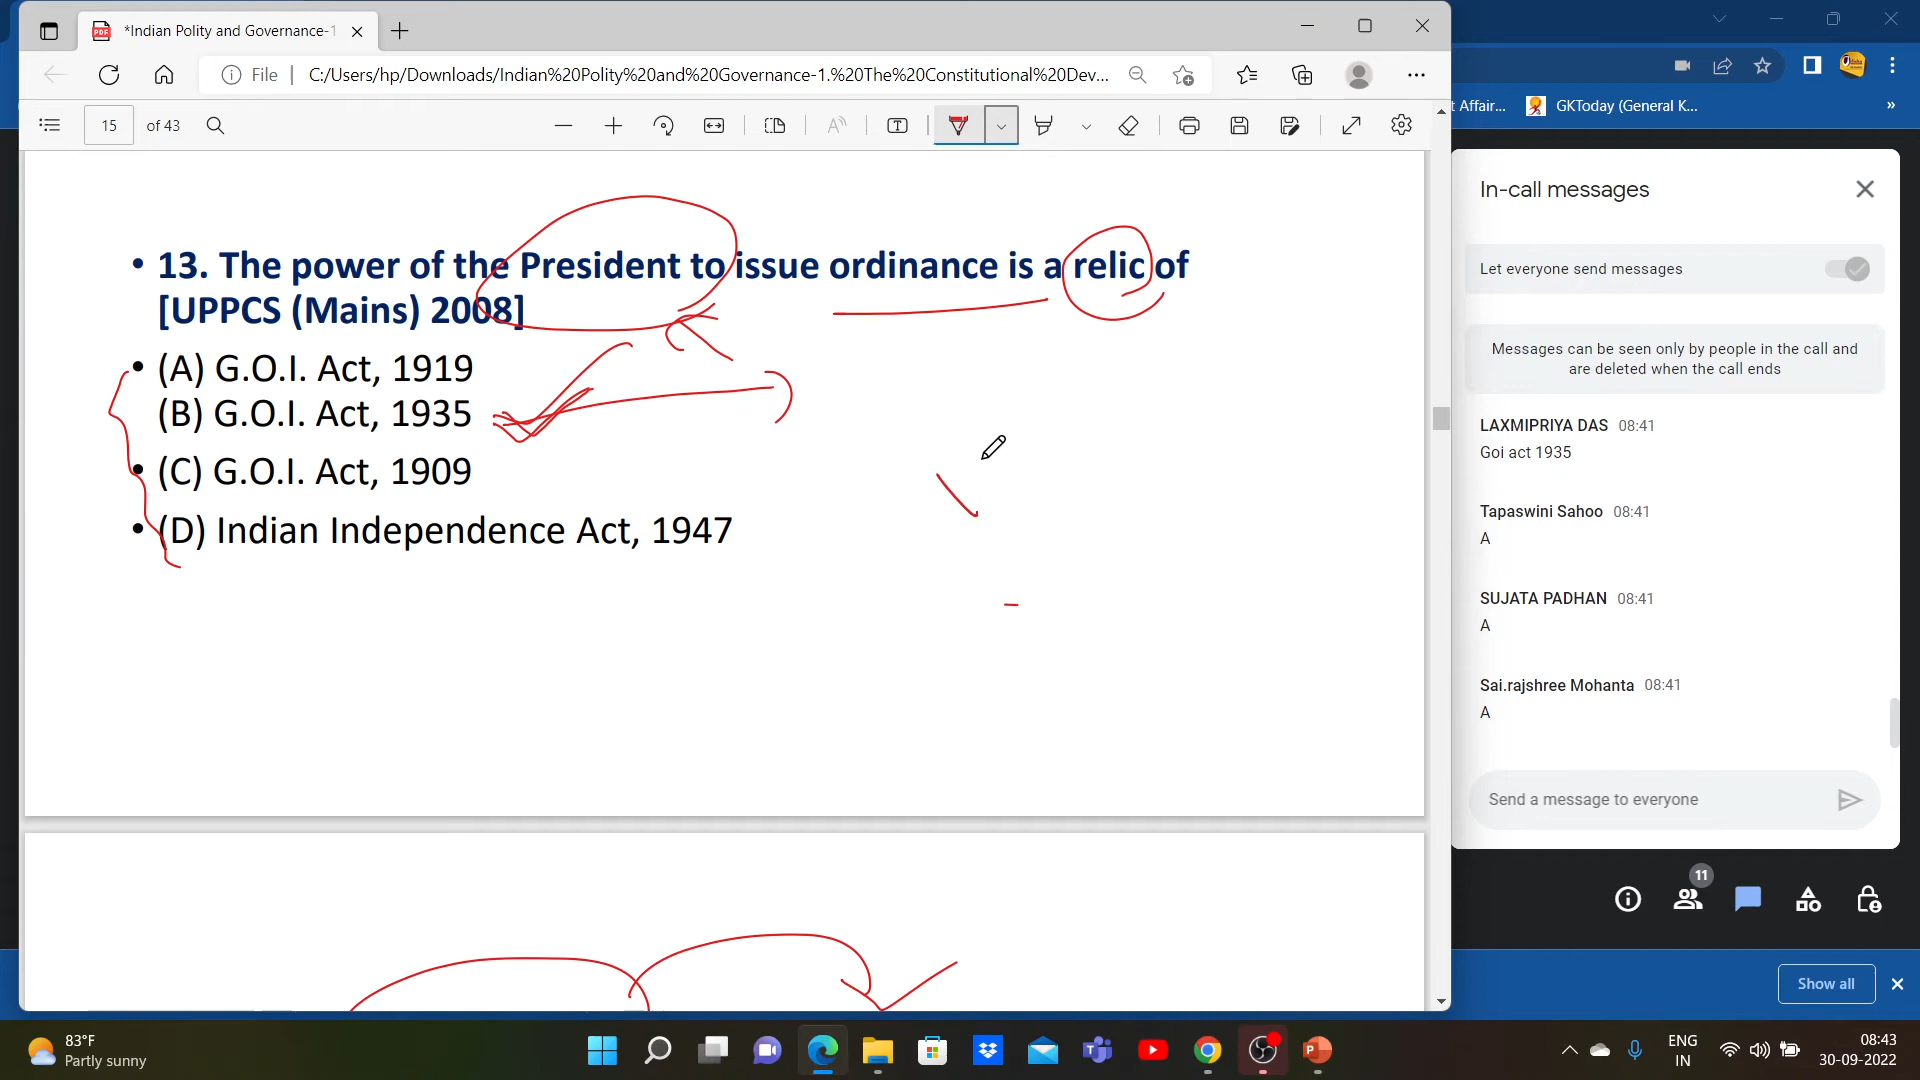 *Indian Polity and Governance-1
File
C:/Users/hp/Downloads/Indian%20Polity%20and%20Governance-1.%20The%20Constitutional%20Dev...
15 of 43
t Affair...
GKToday (General K...
»
• 13. The power of the President to issue ordinance is a relic of
[UPPCS (Mains) 2008]
• (A) G.O.I. Act, 1919
(B) G.O.I. Act, 1935
• (C) G.O.I. Act, 1909
• (D) Indian Independence Act, 1947
In-call messages
Let everyone send messages
Messages can be seen only by people in the call and
are deleted when the call ends
LAXMIPRIYA DAS 08:41
Goi act 1935
Tapaswini Sahoo 08:41
A
SUJATA PADHAN 08:41
A
Sai.rajshree Mohanta 08:41
A
Send a message to everyone
11
Show all
83°F
Partly sunny
ENG
IN
08:43
30-09-2022